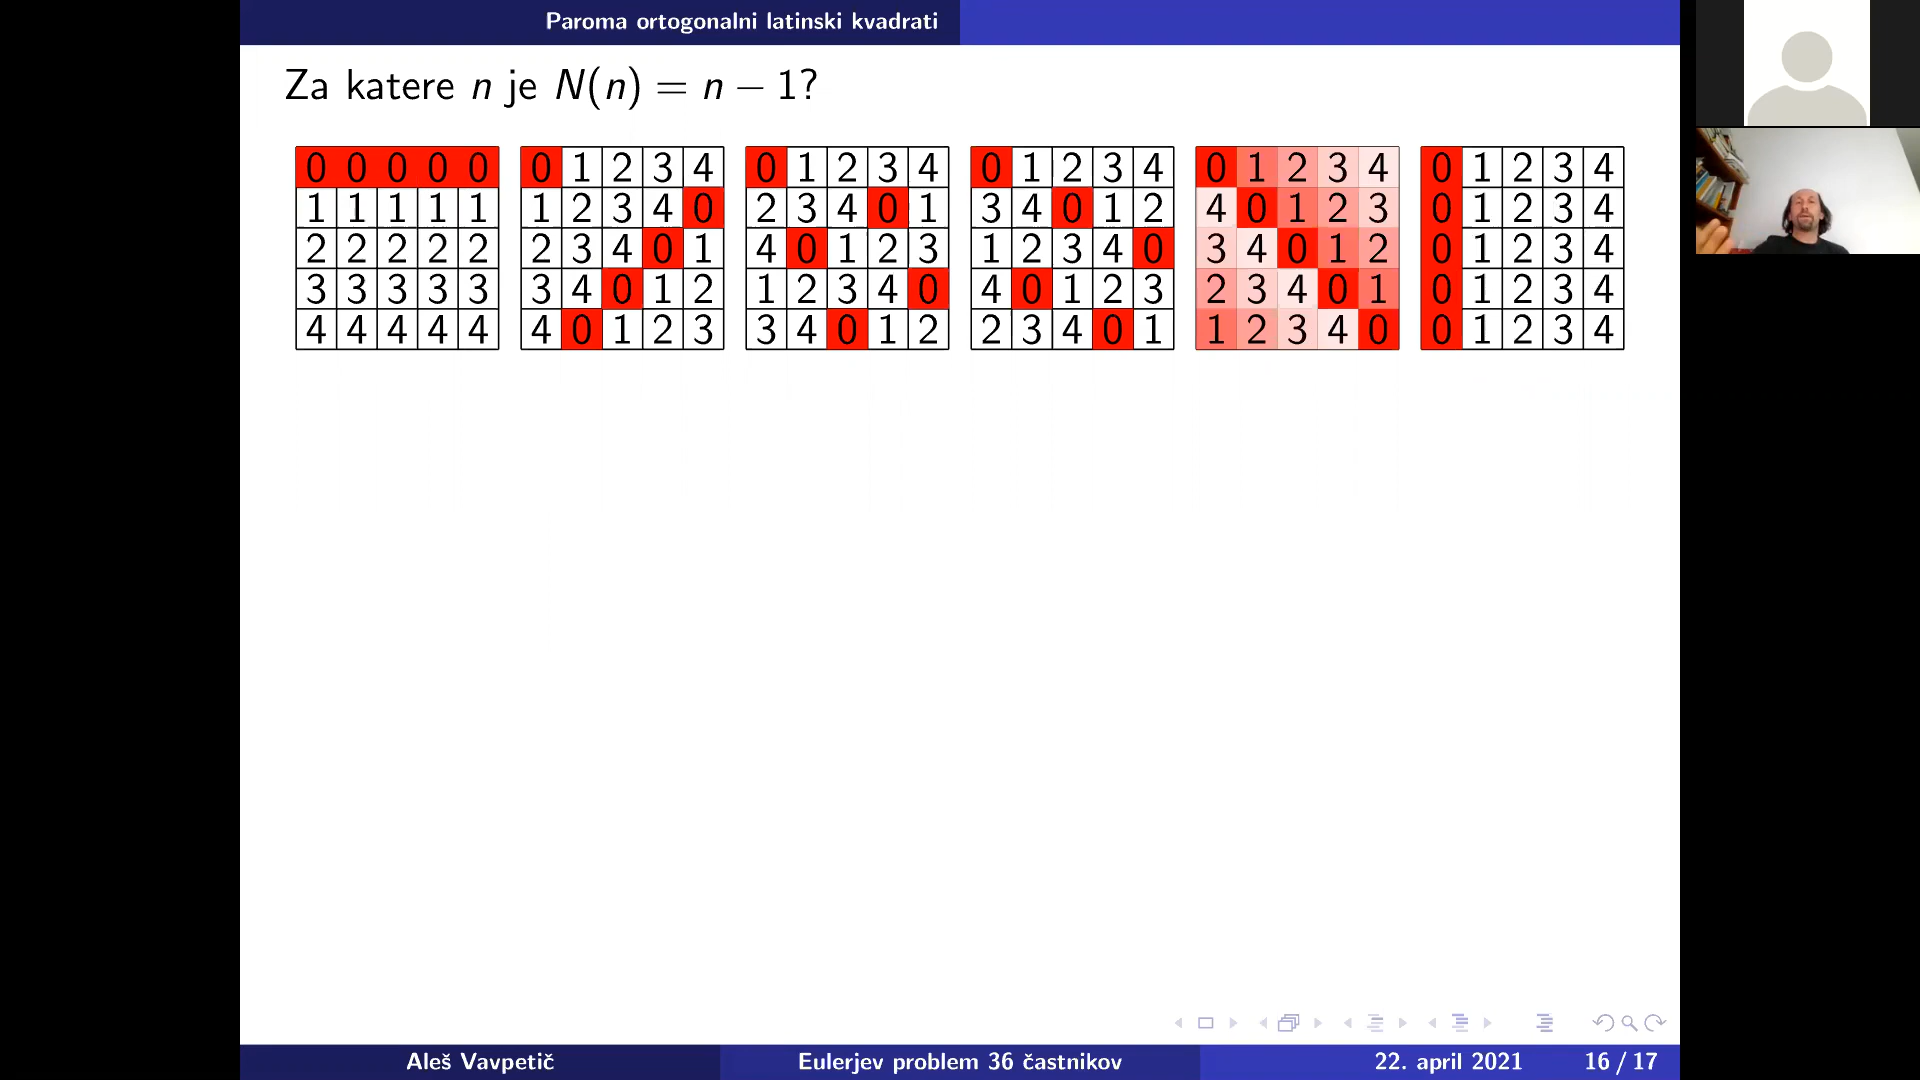 Paroma ortogonalni latinski kvadrati
Za katere n je N(n) = n − 1?
0 0 0 0 0 0 1 2 3 4 0 1 2 3 4 0 1 2 3 4 0 1 2 3 4 0 1 2 3 4
1 1 1 1 1 1 2 3 4 0 2 3 4 0 1 3 4 0 1 2 4 0 1 2 3 0 1 2 3 4
2 2 2 2 2 2 3 4 0 1 4 0 1 2 3 1 2 3 4 0 3 4 0 1 2 0 1 2 3 4
3 3 3 3 3 3 4 0 1 2 1 2 3 4 0 4 0 1 2 3 2 3 4 0 1 0 1 2 3 4
4 4 4 4 4 4 0 1 2 3 3 4 0 1 2 2 3 4 0 1 1 2 3 4 0 0 1 2 3 4
Aleš Vavpetič Eulerjev problem 36 častnikov 22. april 2021 16 / 17